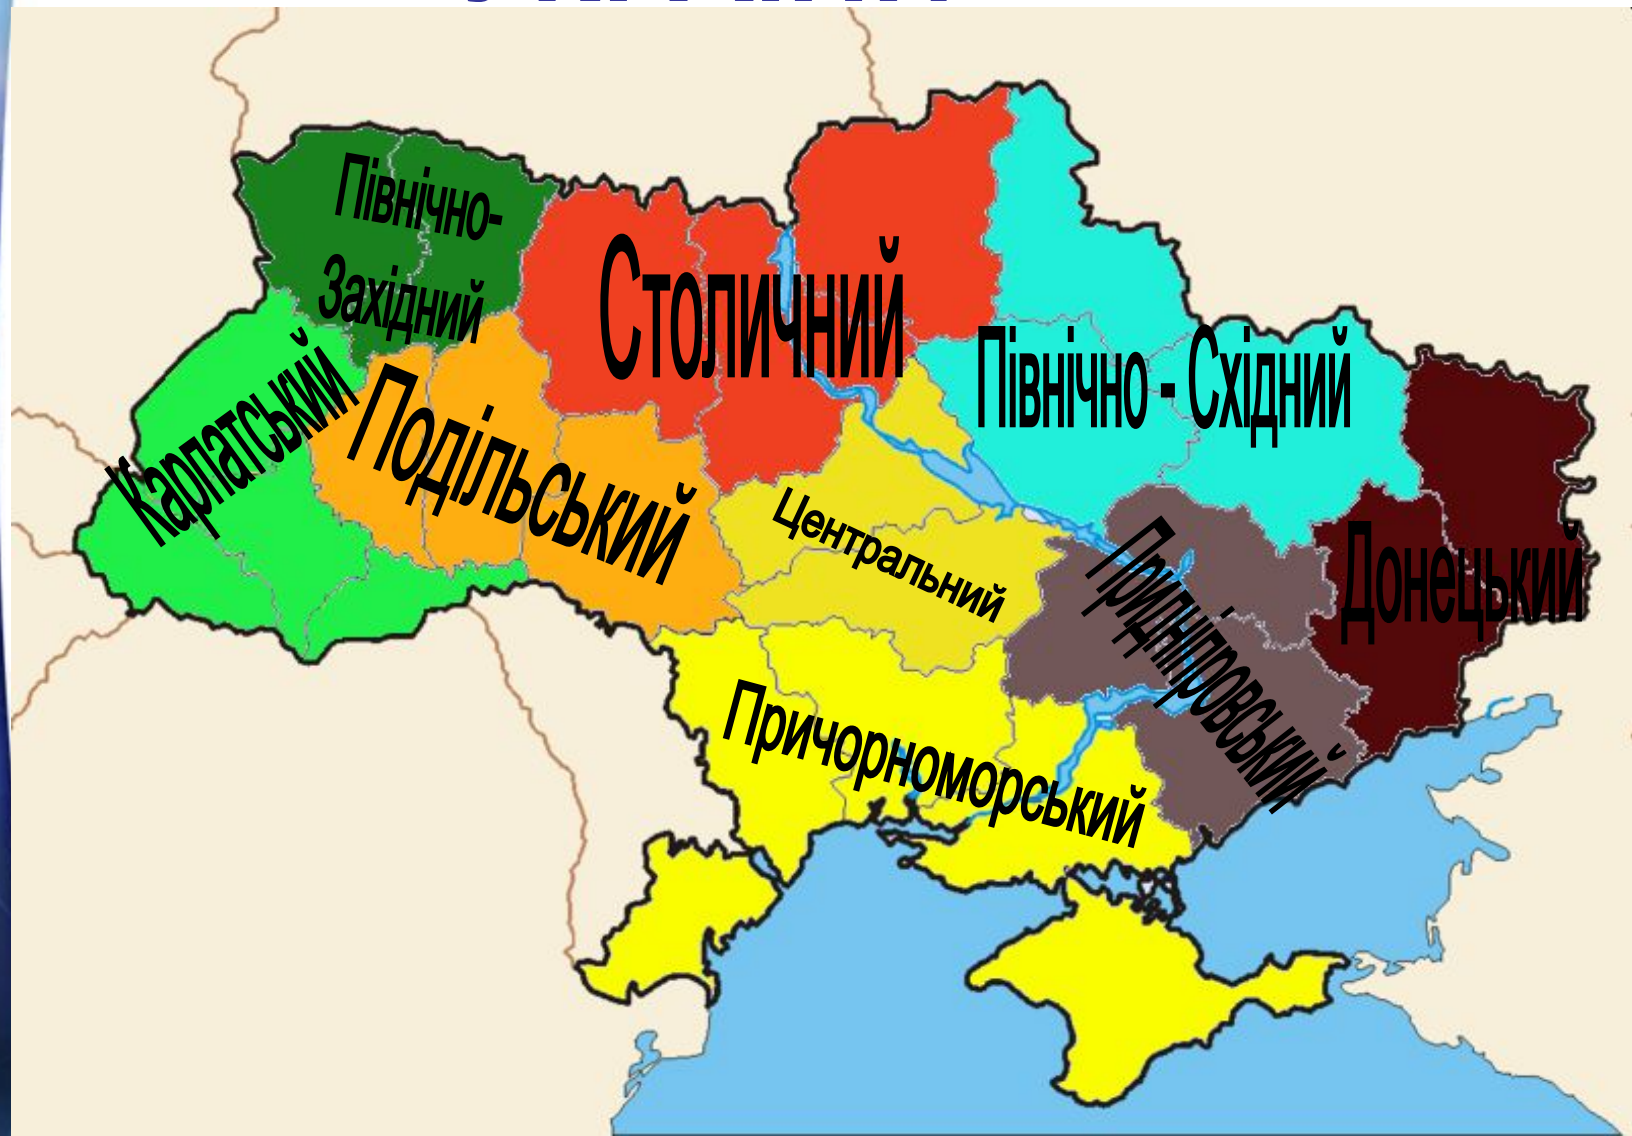 Північно-
Західний
Столичний
Північно - Східний
Карпатський
Подільський
Центральний
Придніпровський
Донецький
Причорноморський